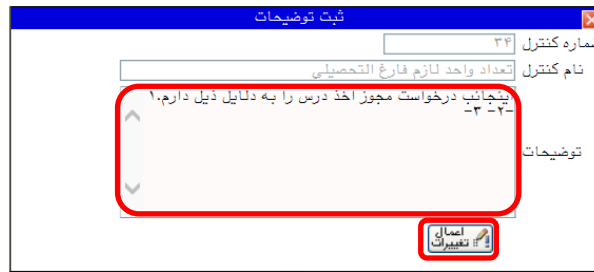 ثبت توضیحات
شماره کنترل ۳۴
نام کنترل تعداد واحد لازم فارغ التحصیلی
اینجانب درخواست مجوز اخذ درس را به دلایل ذیل دارم.۱
-۲- ۳-
توضیحات
اعمال
تغییرات